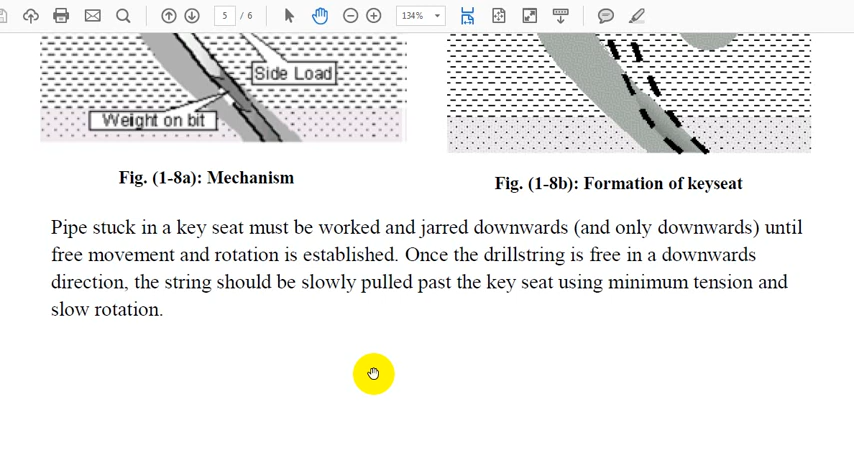 5 / 6
134%
Side Load
Weight on bit
Fig. (1-8a): Mechanism
Fig. (1-8b): Formation of keyseat
Pipe stuck in a key seat must be worked and jarred downwards (and only downwards) until
free movement and rotation is established. Once the drillstring is free in a downwards
direction, the string should be slowly pulled past the key seat using minimum tension and
slow rotation.